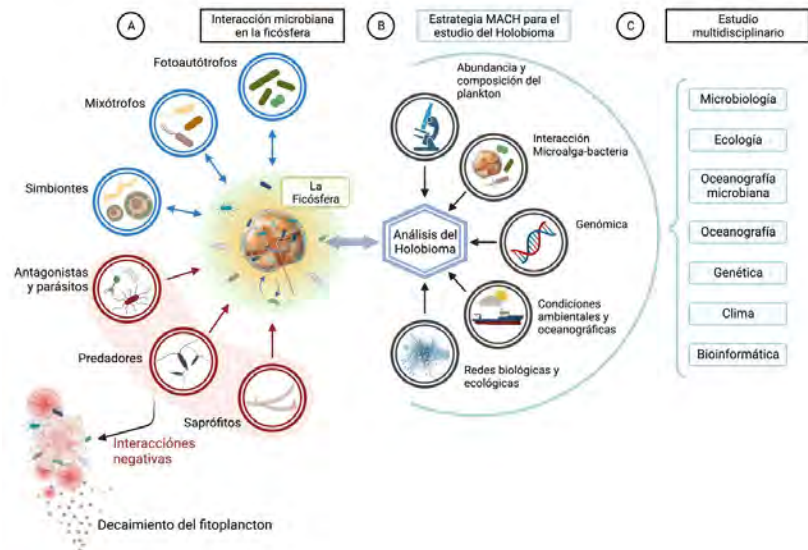 A
Interacción microbiana
en la ficósfera
Fotoautótrofos
Mixótrofos
Simbiontes
La
Ficósfera
Antagonistas
y parásitos
Predadores
Saprófitos
Interacciónes
negativas
Decaimiento del fitoplancton
B
Estrategia MACH para el
estudio del Holobioma
Abundancia y
composición del
plankton
Interacción
Microalga-bacteria
Genómica
Análisis del
Holobioma
Condiciones
ambientales y
oceanográficas
Redes biológicas y
ecológicas
C
Estudio
multidisciplinario
Microbiología
Ecología
Oceanografía
microbiana
Oceanografía
Genética
Clima
Bioinformática